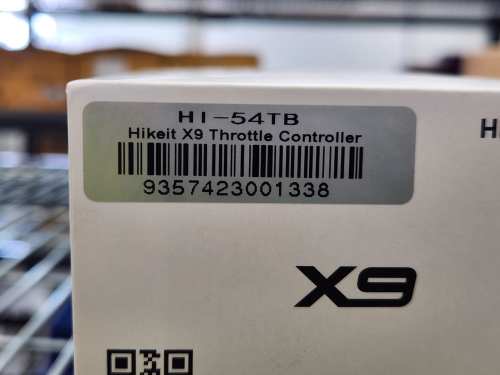 HI-54TB
Hikeit X9 Throttle Controller
9357423001338
H
X9